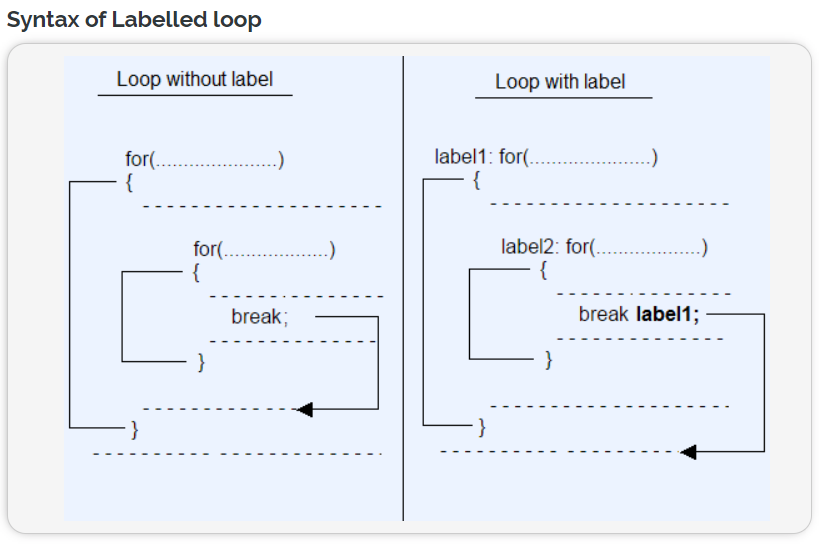 Syntax of Labelled loop
Loop without label
for(......................)
{
for(...................)
{
break;
}
}
Loop with label
label1: for(......................)
{
label2: for(...................)
{
break label1;
}
}